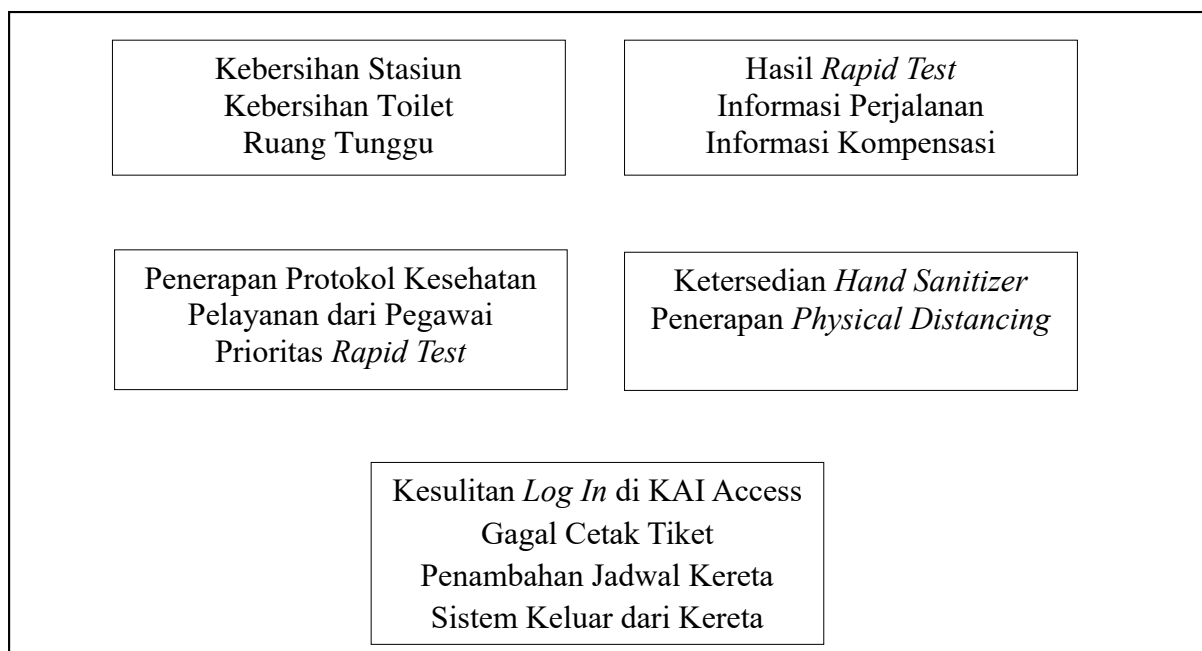 Kebersihan Stasiun
Kebersihan Toilet
Ruang Tunggu
Hasil Rapid Test
Informasi Perjalanan
Informasi Kompensasi
Penerapan Protokol Kesehatan
Pelayanan dari Pegawai
Prioritas Rapid Test
Ketersedian Hand Sanitizer
Penerapan Physical Distancing
Kesulitan Log In di KAI Access
Gagal Cetak Tiket
Penambahan Jadwal Kereta
Sistem Keluar dari Kereta